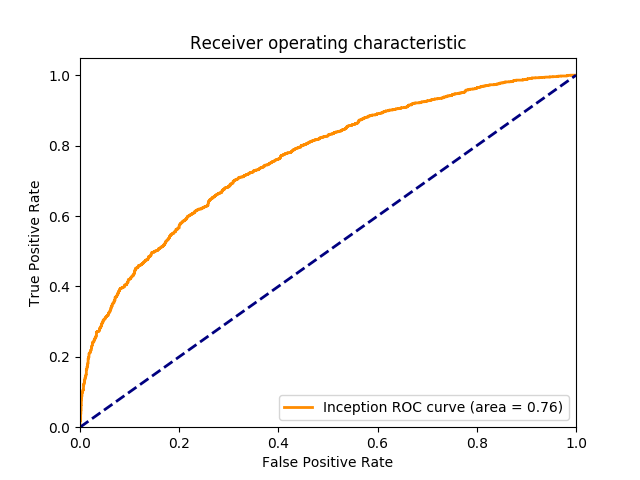 Receiver operating characteristic
1.0
0.8
0.6
0.4
0.2
0.0
True Positive Rate
Inception ROC curve (area = 0.76)
0.0 0.2 0.4 0.6 0.8 1.0
False Positive Rate